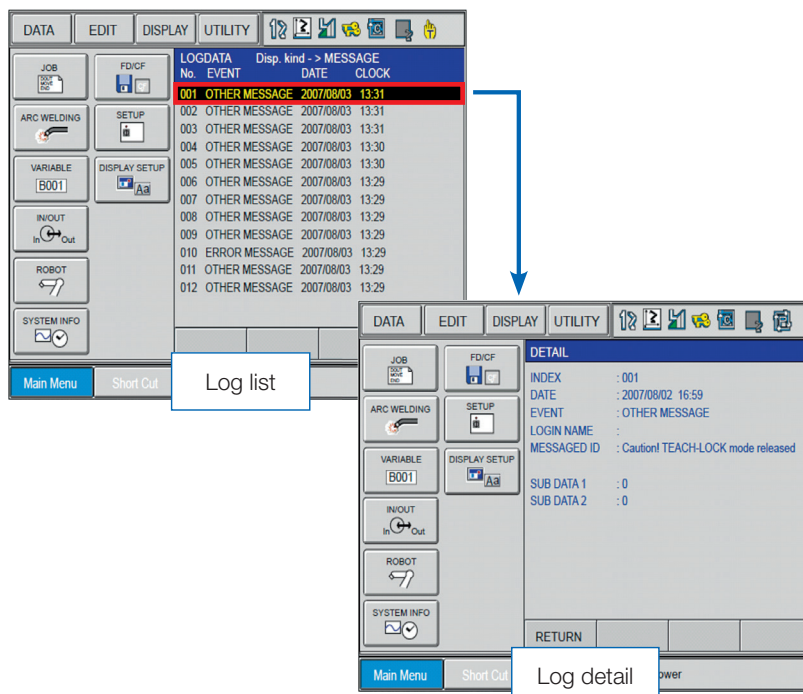 DATA EDIT DISPLAY UTILITY
JOB
DOUT
MOVE
END
FD/CF
ARC WELDING
SETUP
VARIABLE
B001
DISPLAY SETUP
Aa
IN/OUT
In Out
ROBOT
SYSTEM INFO
LOGDATA Disp. kind - > MESSAGE
No. EVENT DATE CLOCK
001 OTHER MESSAGE 2007/08/03 13:31
002 OTHER MESSAGE 2007/08/03 13:31
003 OTHER MESSAGE 2007/08/03 13:31
004 OTHER MESSAGE 2007/08/03 13:30
005 OTHER MESSAGE 2007/08/03 13:30
006 OTHER MESSAGE 2007/08/03 13:29
007 OTHER MESSAGE 2007/08/03 13:29
008 OTHER MESSAGE 2007/08/03 13:29
009 OTHER MESSAGE 2007/08/03 13:29
010 ERROR MESSAGE 2007/08/03 13:29
011 OTHER MESSAGE 2007/08/03 13:29
012 OTHER MESSAGE 2007/08/03 13:29
Main Menu Short Cut
Log list
DATA EDIT DISPLAY UTILITY
JOB
DOUT
MOVE
END
FD/CF
ARC WELDING
SETUP
VARIABLE
B001
DISPLAY SETUP
Aa
IN/OUT
In Out
ROBOT
SYSTEM INFO
DETAIL
INDEX : 001
DATE : 2007/08/02 16:59
EVENT : OTHER MESSAGE
LOGIN NAME :
MESSAGED ID : Caution! TEACH-LOCK mode released
SUB DATA 1 : 0
SUB DATA 2 : 0
RETURN
Main Menu Short Cut
Log detail